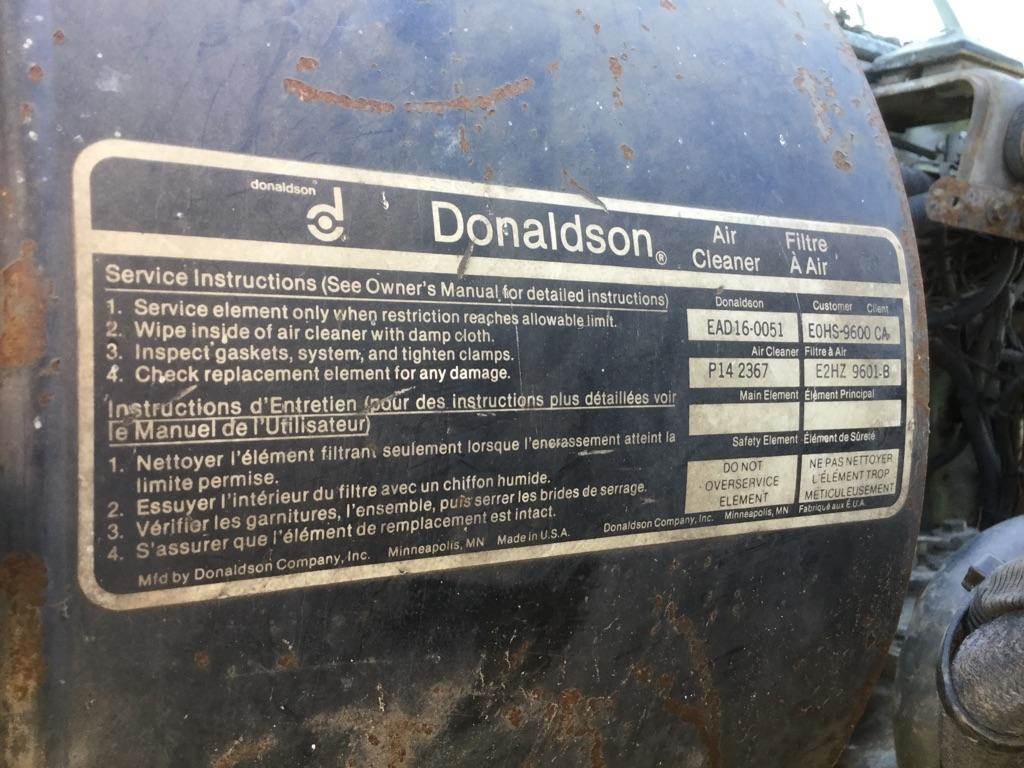 donaldson
Donaldson®
Air Cleaner
Filtre À Air
Service Instructions (See Owner's Manual for detailed instructions)
1. Service element only when restriction reaches allowable limit.
2. Wipe inside of air cleaner with damp cloth.
3. Inspect gaskets, system, and tighten clamps.
4. Check replacement element for any damage.
Instructions d'Entretien (pour des instructions plus détaillées voir
le Manuel de l'Utilisateur)
1. Nettoyer l'élément filtrant seulement lorsque l'encrassement atteint la
limite permise.
2. Essuyer l'intérieur du filtre avec un chiffon humide.
3. Vérifier les garnitures, l'ensemble, puis serrer les brides de serrage.
4. S'assurer que l'élément de remplacement est intact.
Mfd by Donaldson Company, Inc. Minneapolis, MN Made in U.S.A.
Donaldson Customer Client
EAD16-0051 E0HS-9600 CA
Air Cleaner Filtre à Air
P14 2367 E2HZ 9601-B
Main Element Élément Principal
Safety Element Élément de Sûreté
DO NOT
OVERSERVICE
ELEMENT
NE PAS NETTOYER
L'ÉLÉMENT TROP
MÉTICULEUSEMENT
Donaldson Company, Inc. Minneapolis, MN Fabriqué aux E.U.A.